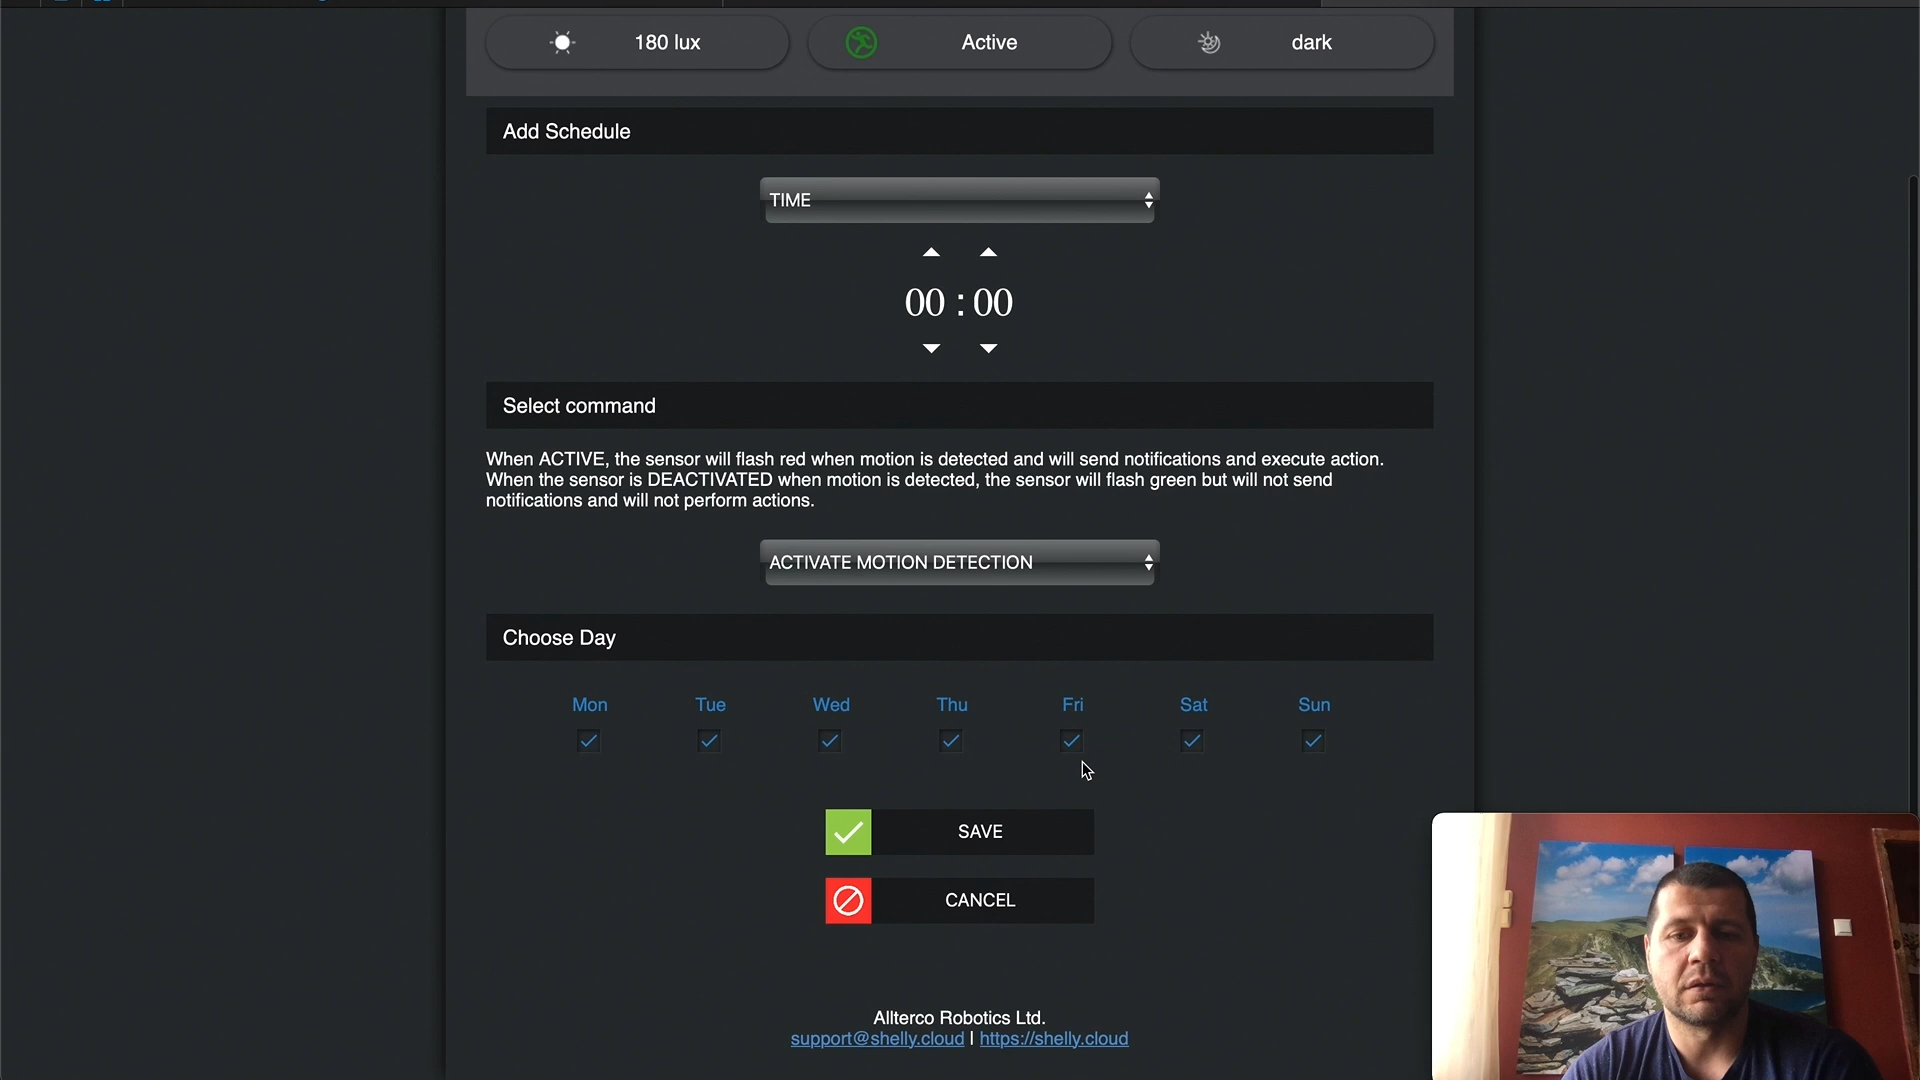 180 lux
Active
dark
Add Schedule
TIME
00 : 00
Select command
When ACTIVE, the sensor will flash red when motion is detected and will send notifications and execute action.
When the sensor is DEACTIVATED when motion is detected, the sensor will flash green but will not send
notifications and will not perform actions.
ACTIVATE MOTION DETECTION
Choose Day
Mon Tue Wed Thu Fri Sat Sun
SAVE
CANCEL
Allterco Robotics Ltd.
support@shelly.cloud | https://shelly.cloud